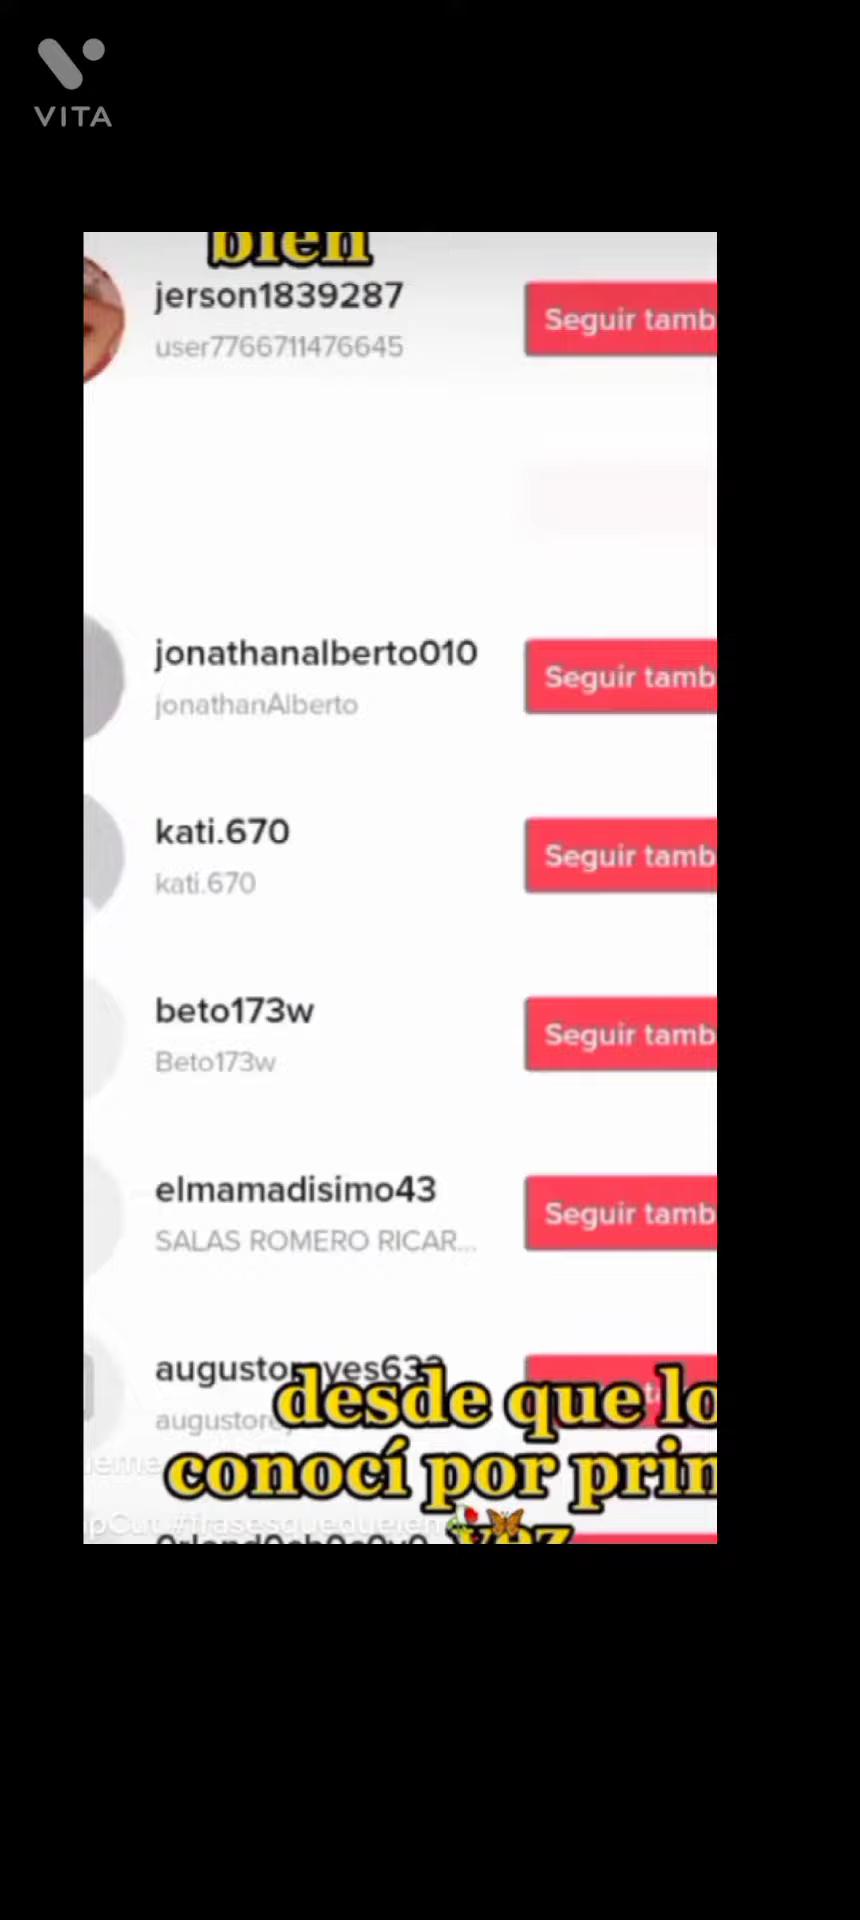 VITA
bien
jerson1839287
Seguir tamb
user7766711476645
jonathanalberto010
Seguir tamb
jonathanAlberto
kati.670
Seguir tamb
kati.670
beto173w
Seguir tamb
Beto173w
elmamadisimo43
Seguir tamb
SALAS ROMERO RICAR...
desde que lo
conocí por prim
vez